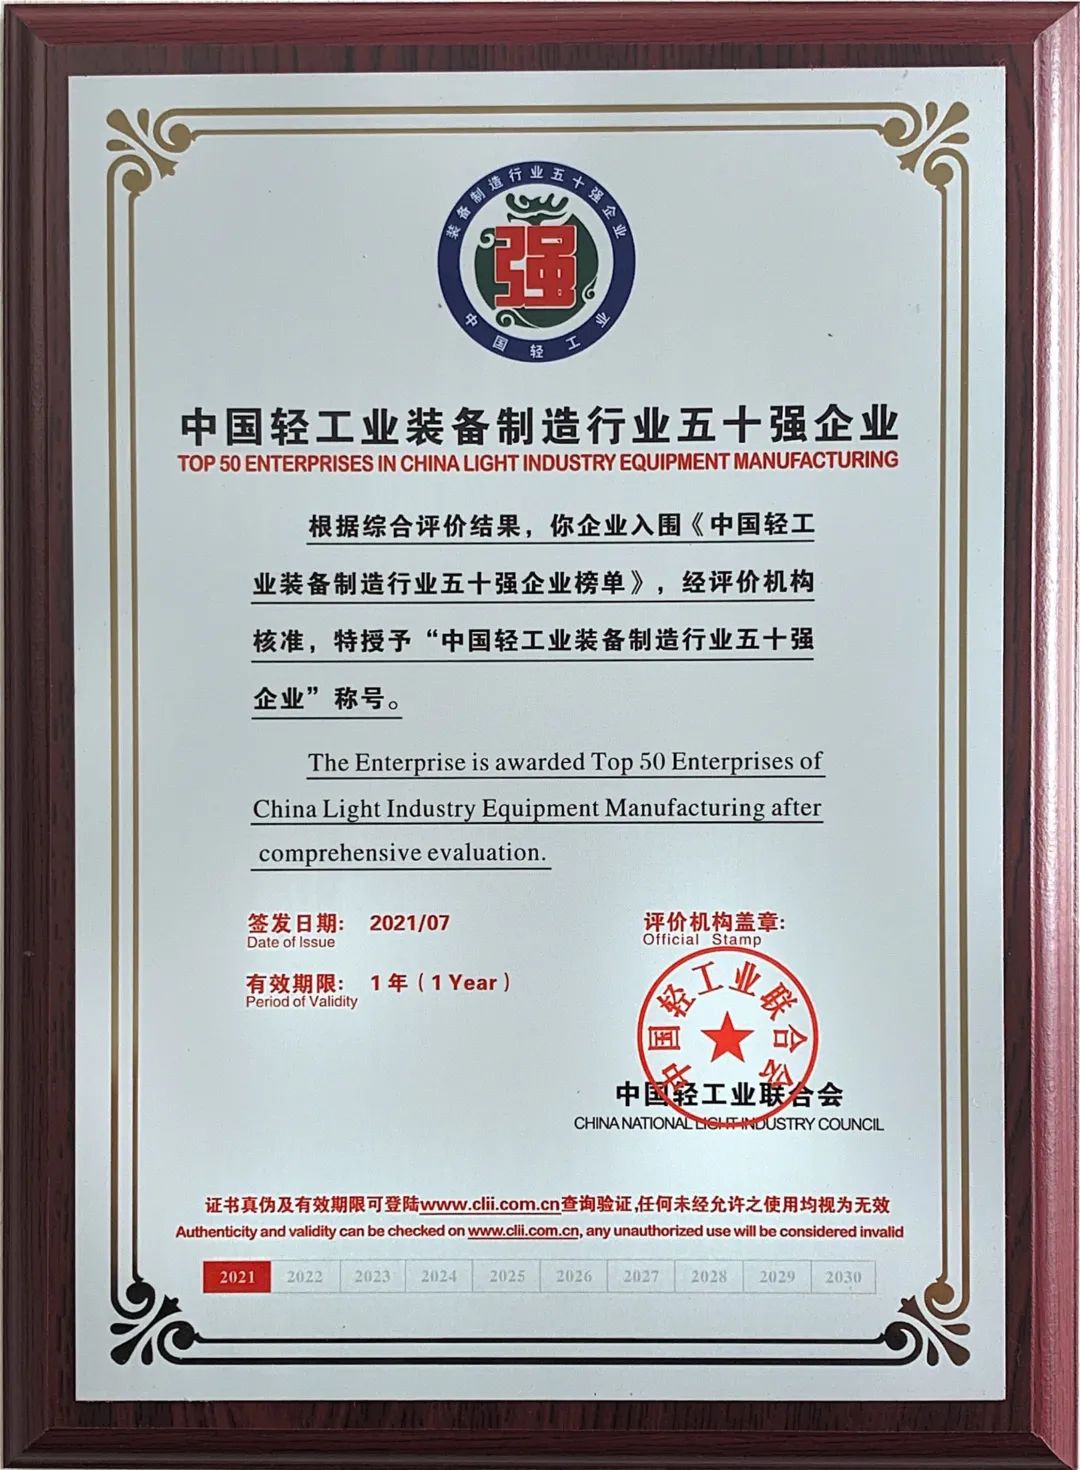 装备制造行业五十强企业
强
中国轻工业
中国轻工业装备制造行业五十强企业
TOP 50 ENTERPRISES IN CHINA LIGHT INDUSTRY EQUIPMENT MANUFACTURING
根据综合评价结果，你企业入围《中国轻工
业装备制造行业五十强企业榜单》，经评价机构
核准，特授予“中国轻工业装备制造行业五十强
企业”称号。
The Enterprise is awarded Top 50 Enterprises of
China Light Industry Equipment Manufacturing after
comprehensive evaluation.
签发日期: 2021/07
Date of Issue
有效期限: 1 年（1 Year）
Period of Validity
评价机构盖章:
Official Stamp
中国轻工业联合会
中国轻工业联合会
CHINA NATIONAL LIGHT INDUSTRY COUNCIL
证书真伪及有效期限可登陆www.clii.com.cn查询验证,任何未经允许之使用均视为无效
Authenticity and validity can be checked on www.clii.com.cn, any unauthorized use will be considered invalid
2021 2022 2023 2024 2025 2026 2027 2028 2029 2030